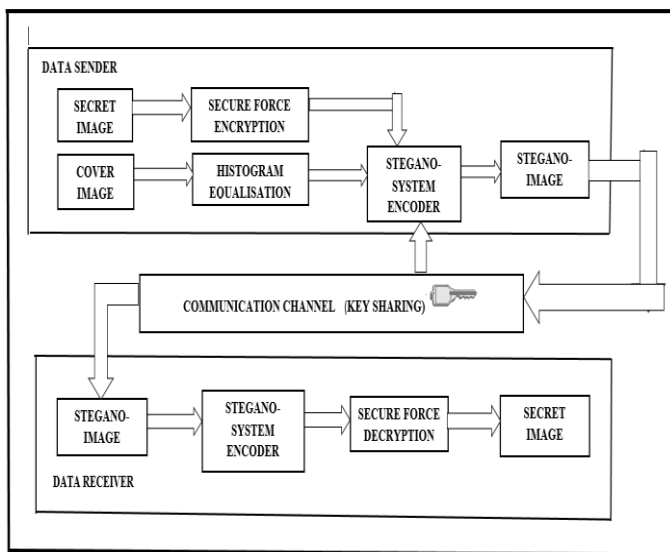 DATA SENDER
SECRET
IMAGE
SECURE FORCE
ENCRYPTION
COVER
IMAGE
HISTOGRAM
EQUALISATION
STEGANO-
SYSTEM
ENCODER
STEGANO-
IMAGE
COMMUNICATION CHANNEL (KEY SHARING)
STEGANO-
IMAGE
STEGANO-
SYSTEM
ENCODER
SECURE FORCE
DECRYPTION
SECRET
IMAGE
DATA RECEIVER